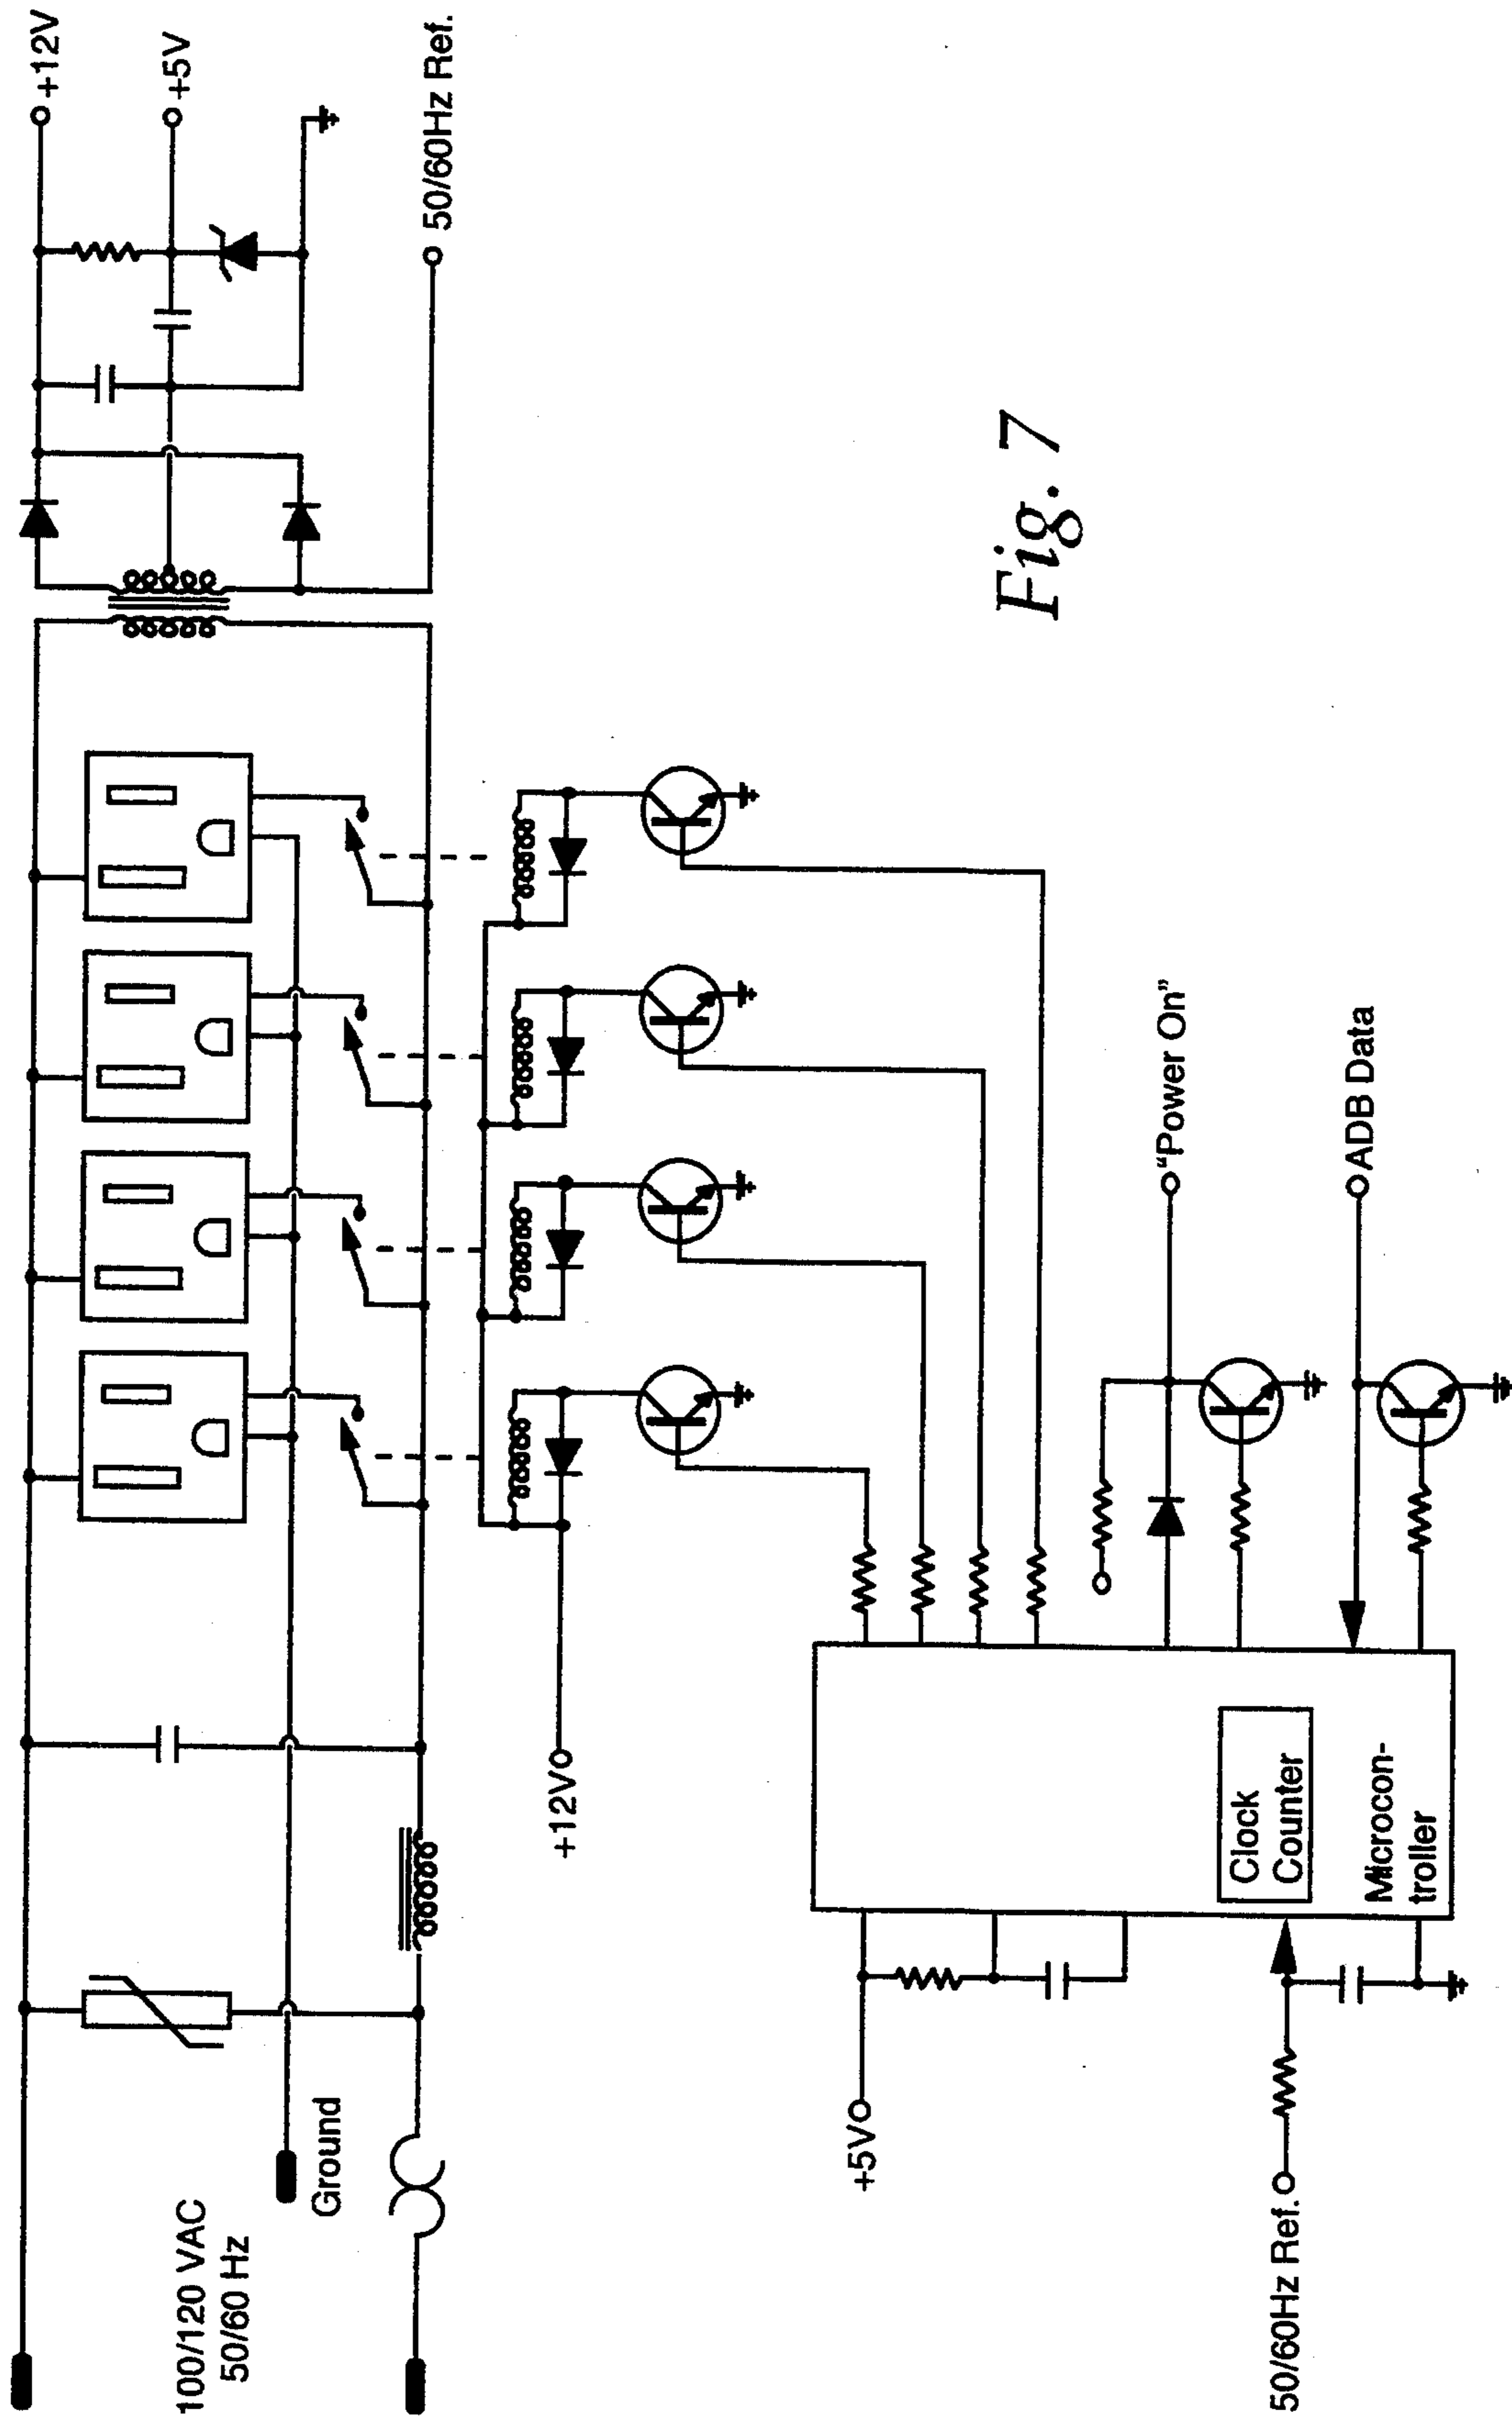 100/120 VAC
50/60 Hz
Ground
+12V
+5V
50/60Hz Ref.
+12V
+5V
50/60Hz Ref.
Clock
Counter
Microcon-
troller
"Power On"
ADB Data
Fig. 7